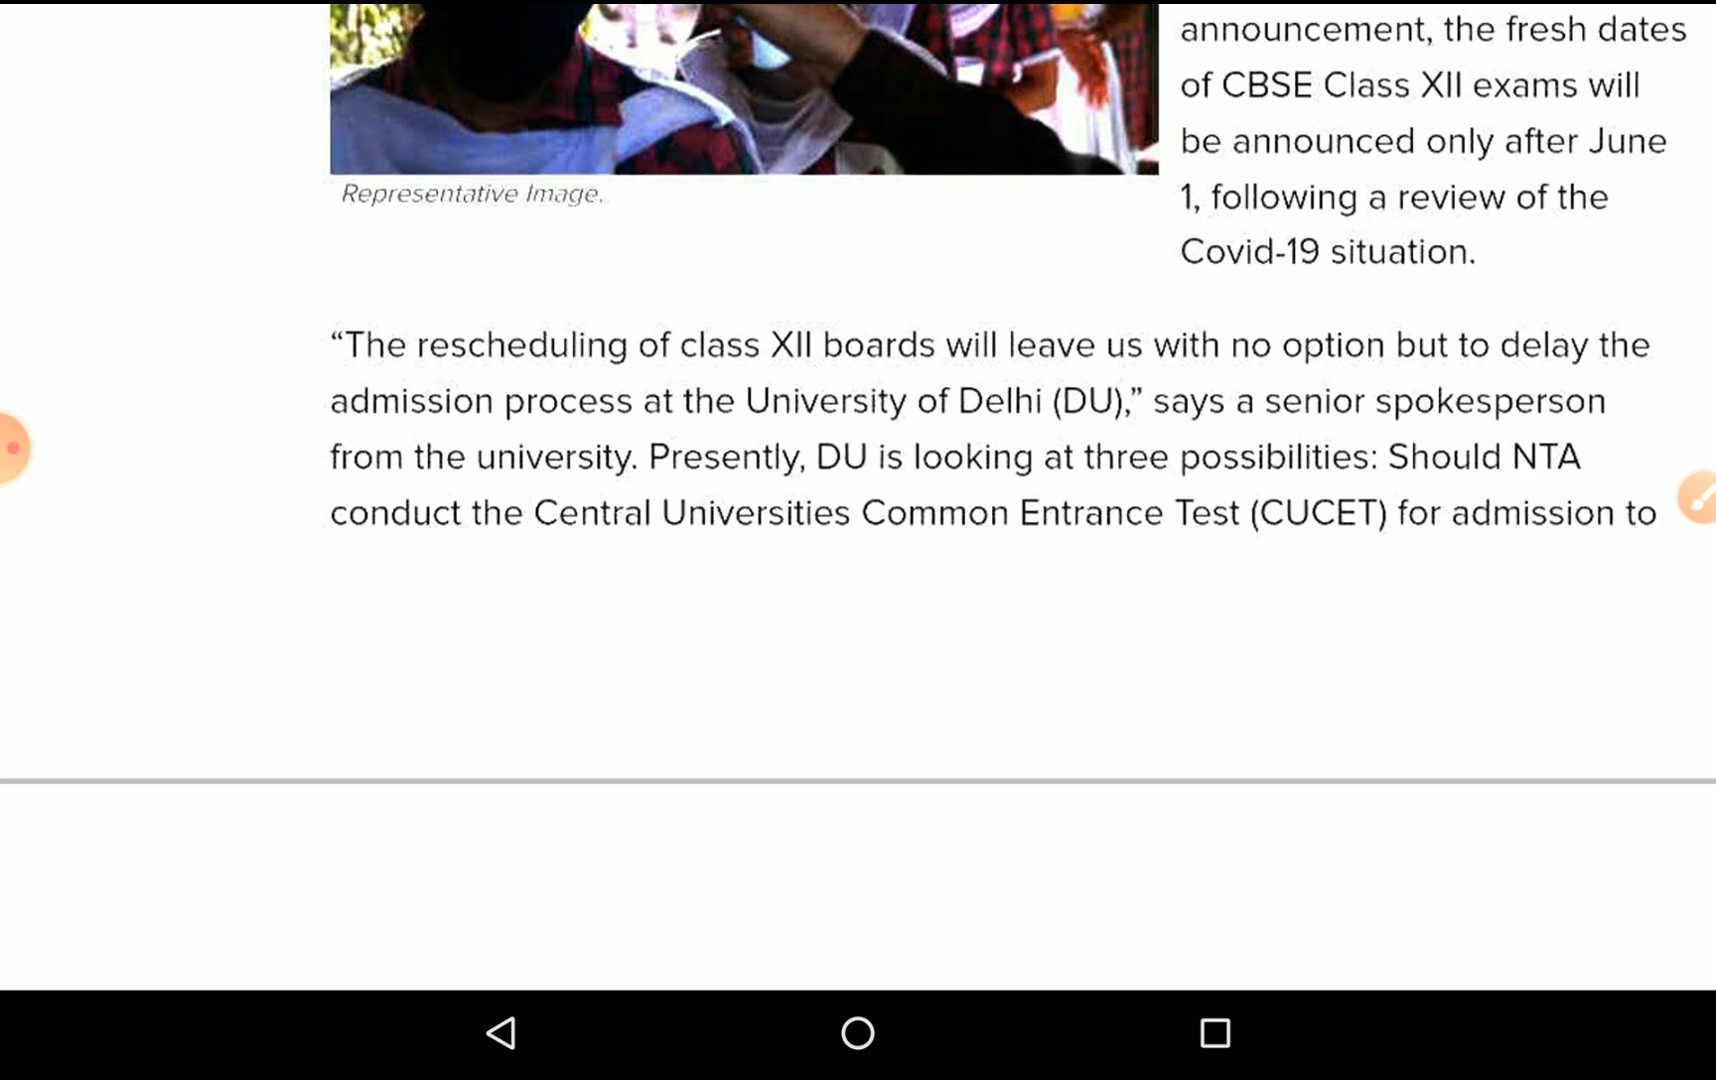 announcement, the fresh dates
of CBSE Class XII exams will
be announced only after June
1, following a review of the
Covid-19 situation.
Representative Image.
“The rescheduling of class XII boards will leave us with no option but to delay the
admission process at the University of Delhi (DU),” says a senior spokesperson
from the university. Presently, DU is looking at three possibilities: Should NTA
conduct the Central Universities Common Entrance Test (CUCET) for admission to